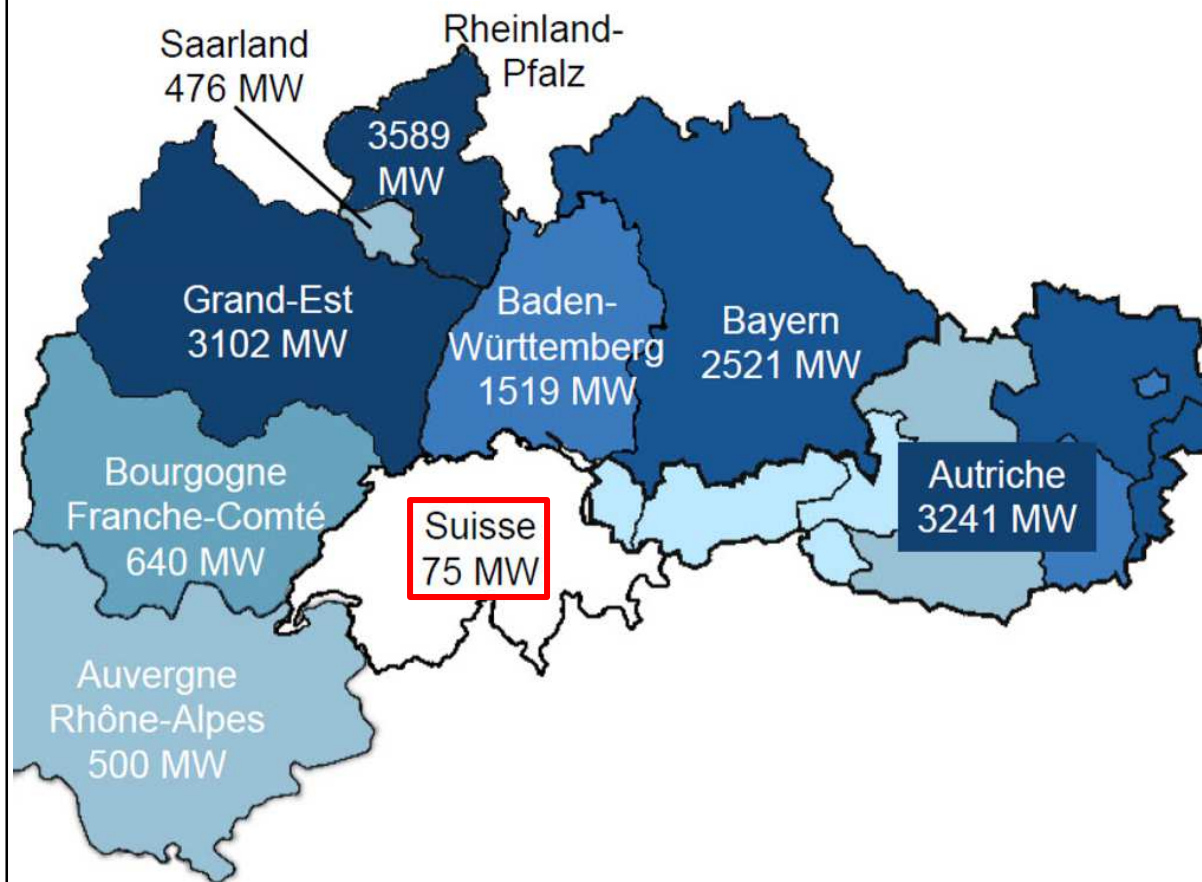 Saarland
476 MW
Rheinland-
Pfalz
3589
MW
Grand-Est
3102 MW
Baden-
Württemberg
1519 MW
Bayern
2521 MW
Bourgogne
Franche-Comté
640 MW
Suisse
75 MW
Autriche
3241 MW
Auvergne
Rhône-Alpes
500 MW